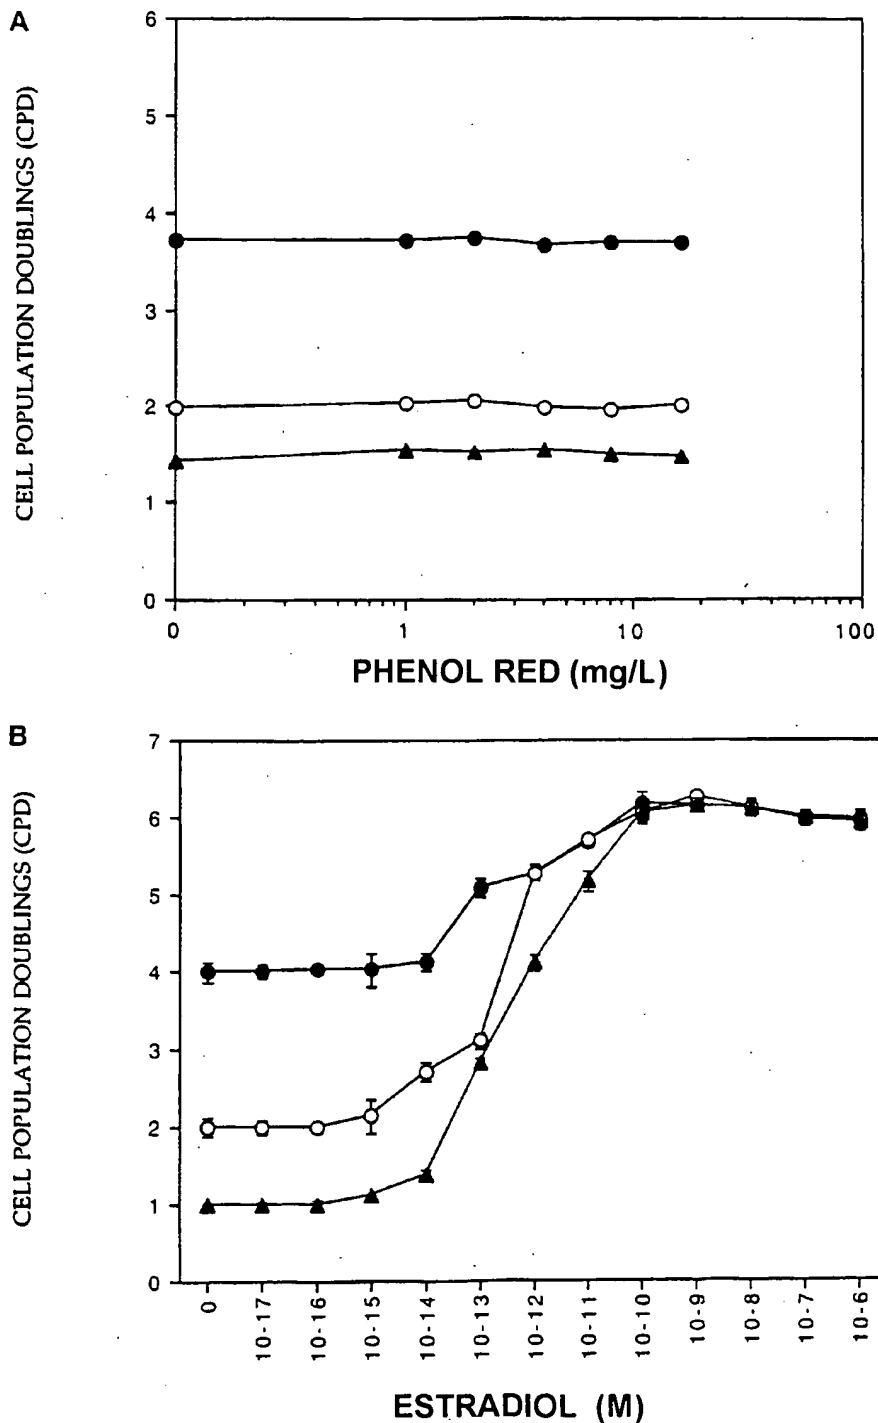 A
CELL POPULATION DOUBLINGS (CPD)
6
5
4
3
2
1
0
0 1 10 100
PHENOL RED (mg/L)
B
CELL POPULATION DOUBLINGS (CPD)
7
6
5
4
3
2
1
0
0 10-17 10-16 10-15 10-14 10-13 10-12 10-11 10-10 10-9 10-8 10-7 10-6
ESTRADIOL (M)